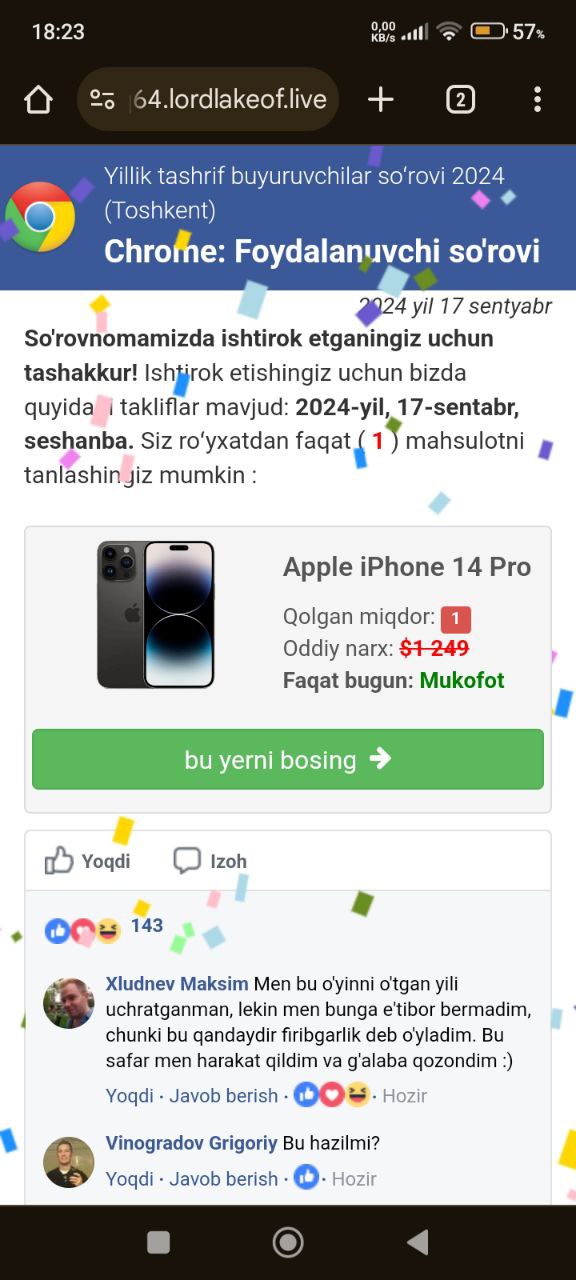 18:23
0,00
KB/s
57%
64.lordlakeof.live
2
Yillik tashrif buyuruvchilar so‘rovi 2024
(Toshkent)
Chrome: Foydalanuvchi so'rovi
2024 yil 17 sentyabr
So'rovnomamizda ishtirok etganingiz uchun
tashakkur! Ishtirok etishingiz uchun bizda
quyidagi takliflar mavjud: 2024-yil, 17-sentabr,
seshanba. Siz ro‘yxatdan faqat ( 1 ) mahsulotni
tanlashingiz mumkin :
Apple iPhone 14 Pro
Qolgan miqdor: 1
Oddiy narx: $1 249
Faqat bugun: Mukofot
bu yerni bosing
Yoqdi
Izoh
143
Xludnev Maksim Men bu o'yinni o'tgan yili
uchratganman, lekin men bunga e'tibor bermadim,
chunki bu qandaydir firibgarlik deb o'yladim. Bu
safar men harakat qildim va g'alaba qozondim :)
Yoqdi · Javob berish · Hozir
Vinogradov Grigoriy Bu hazilmi?
Yoqdi · Javob berish · Hozir